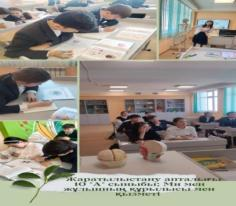 Жаратылыстану апталығы
10 "А" сыныбы: Ми мен
жұлынның құрылысы мен
қызметі